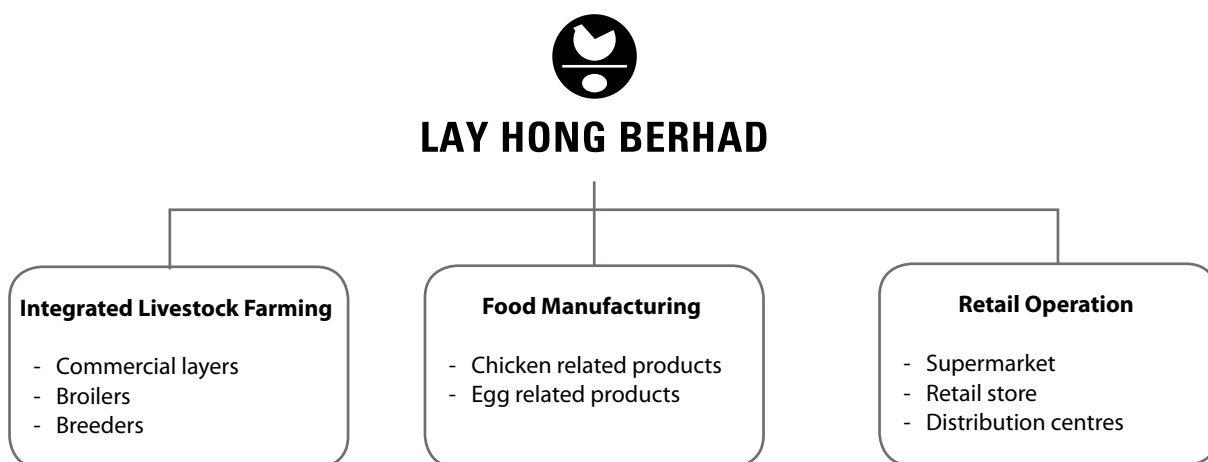 LAY HONG BERHAD
Integrated Livestock Farming
- Commercial layers
- Broilers
- Breeders
Food Manufacturing
- Chicken related products
- Egg related products
Retail Operation
- Supermarket
- Retail store
- Distribution centres